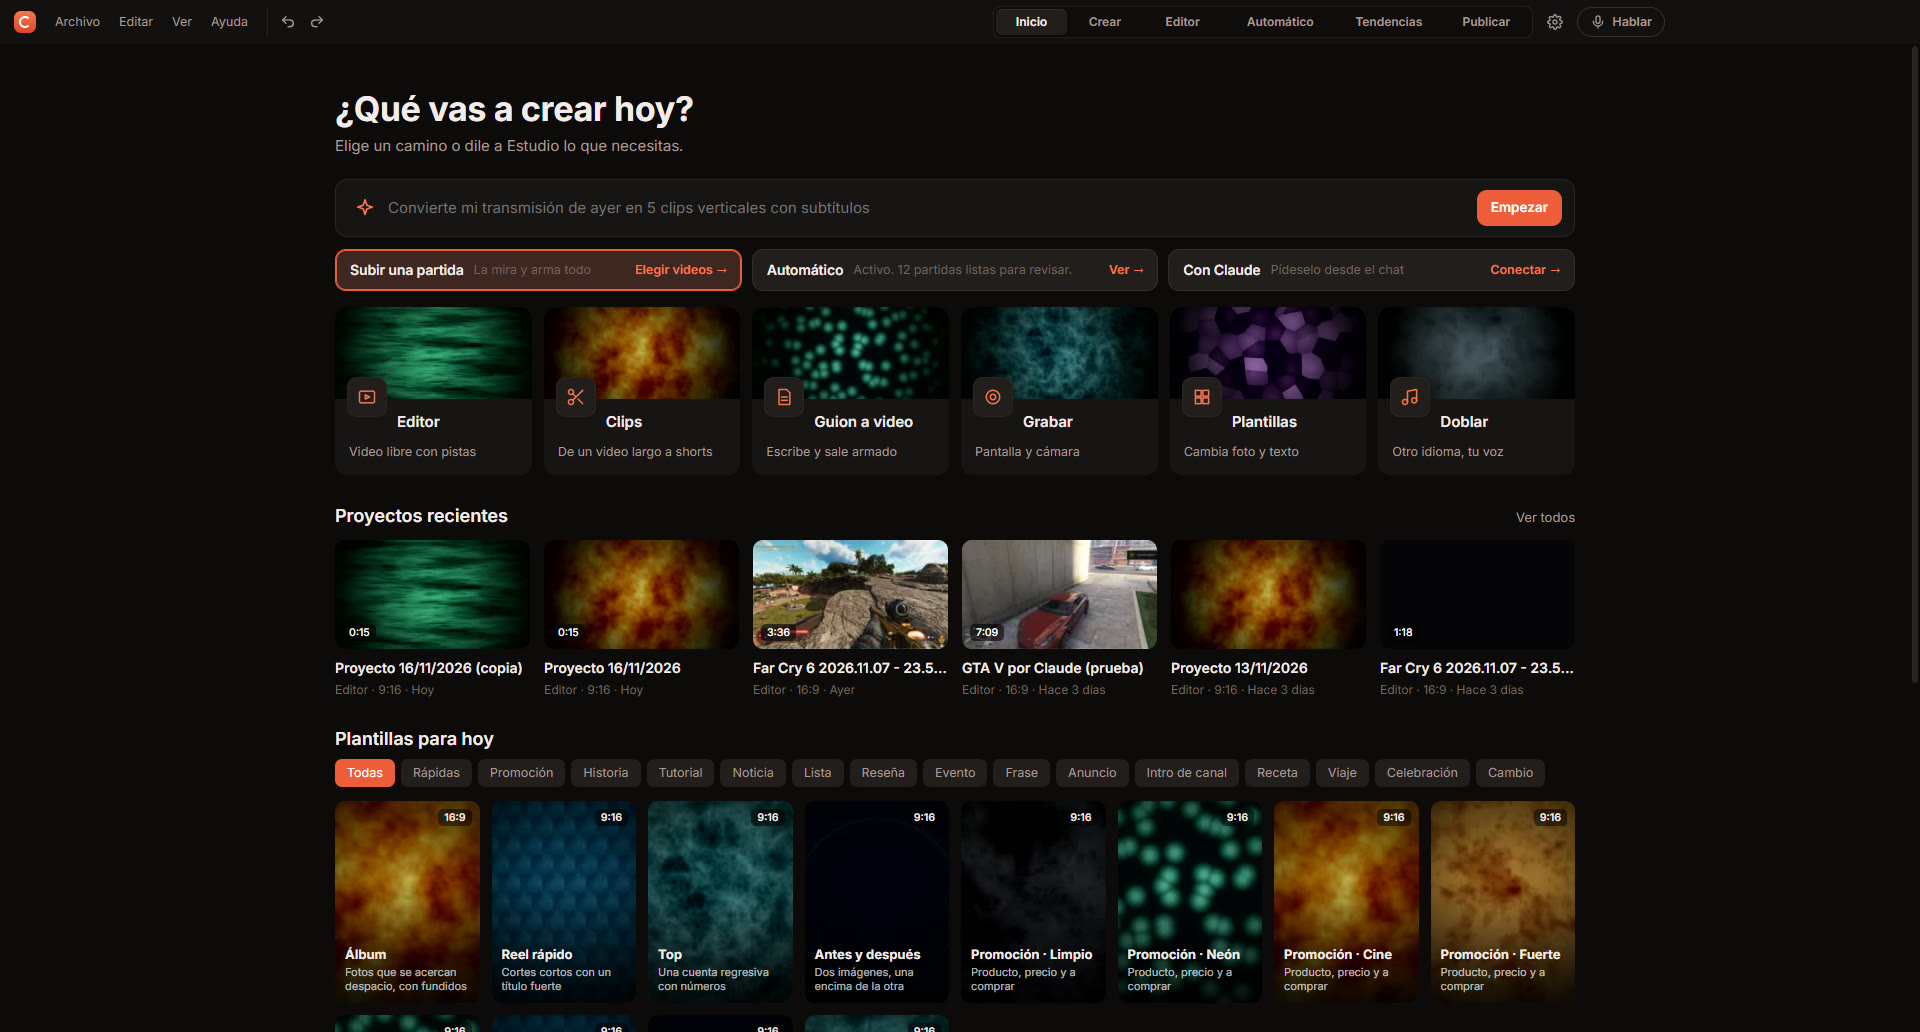 C Archivo Editar Ver Ayuda Inicio Crear Editor Automático Tendencias Publicar Hablar
¿Qué vas a crear hoy?
Elige un camino o dile a Estudio lo que necesitas.
Convierte mi transmisión de ayer en 5 clips verticales con subtítulos Empezar
Subir una partida La mira y arma todo Elegir videos → Automático Activo. 12 partidas listas para revisar. Ver → Con Claude Pídeselo desde el chat Conectar →
Editor Clips Guion a video Grabar Plantillas Doblar
Video libre con pistas De un video largo a shorts Escribe y sale armado Pantalla y cámara Cambia foto y texto Otro idioma, tu voz
Proyectos recientes Ver todos
0:15 0:15 3:36 7:09 1:18
Proyecto 16/11/2026 (copia) Proyecto 16/11/2026 Far Cry 6 2026.11.07 - 23.5... GTA V por Claude (prueba) Proyecto 13/11/2026 Far Cry 6 2026.11.07 - 23.5...
Editor · 9:16 · Hoy Editor · 9:16 · Hoy Editor · 16:9 · Ayer Editor · 16:9 · Hace 3 días Editor · 9:16 · Hace 3 días Editor · 16:9 · Hace 3 días
Plantillas para hoy
Todas Rápidas Promoción Historia Tutorial Noticia Lista Reseña Evento Frase Anuncio Intro de canal Receta Viaje Celebración Cambio
16:9 9:16 9:16 9:16 9:16 9:16 9:16 9:16
Álbum Reel rápido Top Antes y después Promoción · Limpio Promoción · Neón Promoción · Cine Promoción · Fuerte
Fotos que se acercan Cortes cortos con un Una cuenta regresiva Dos imágenes, una Producto, precio y a Producto, precio y a Producto, precio y a Producto, precio y a
despacio, con fundidos título fuerte con números encima de la otra comprar comprar comprar comprar
9:16 9:16 9:16 9:16